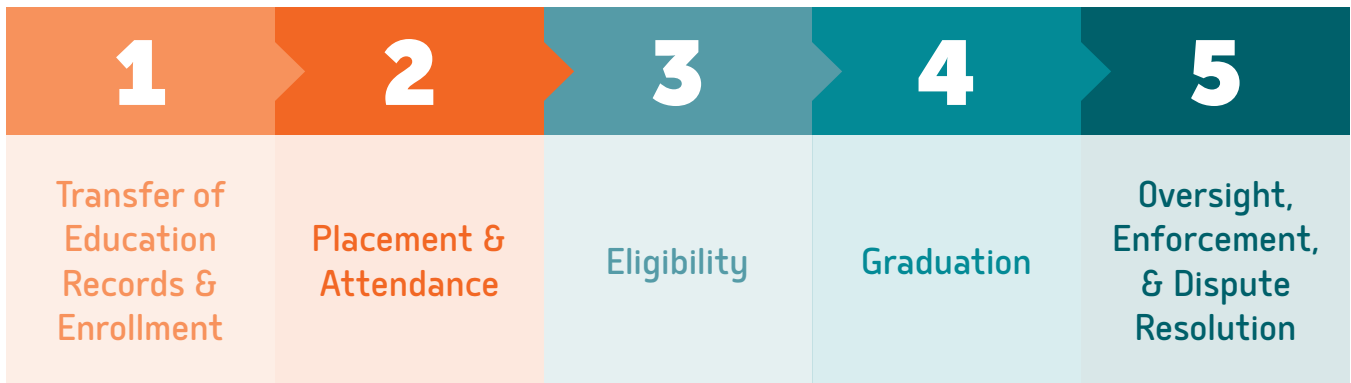 1
Transfer of
Education
Records &
Enrollment
2
Placement &
Attendance
3
Eligibility
4
Graduation
5
Oversight,
Enforcement,
& Dispute
Resolution